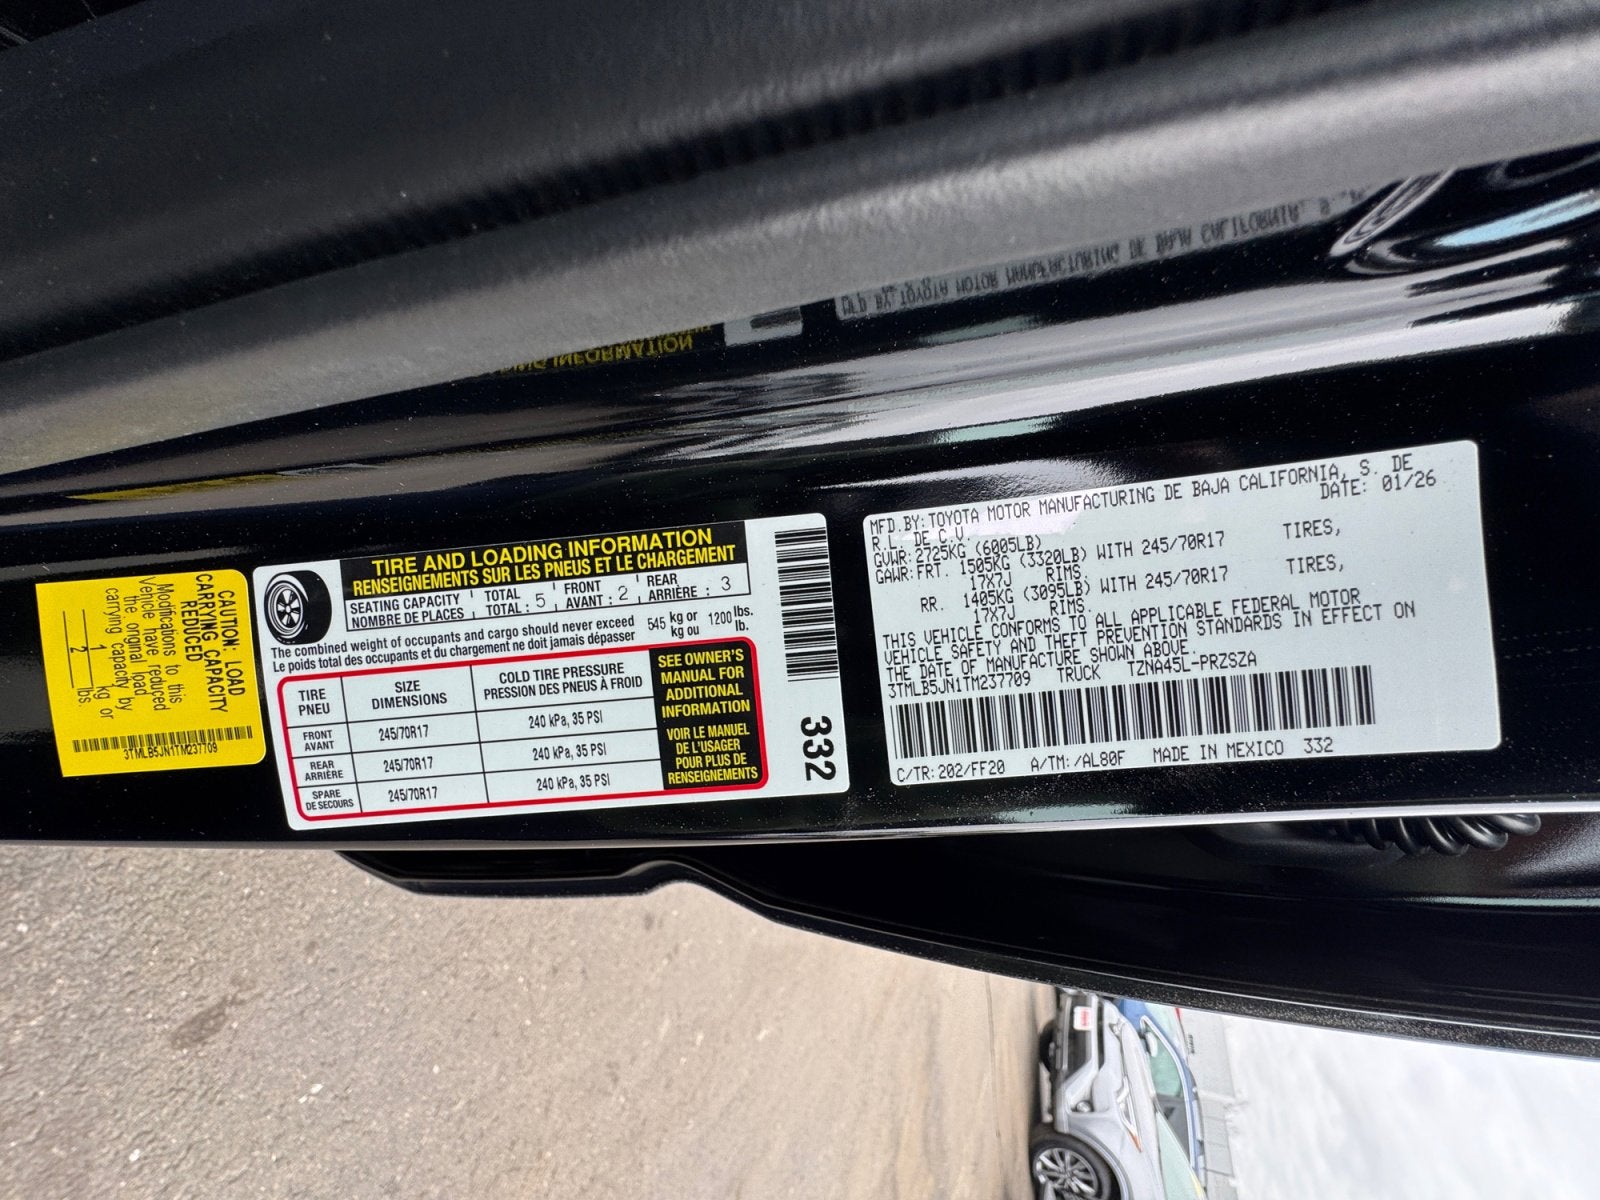 CAUTION: LOAD
CARRYING CAPACITY
REDUCED
Modifications to this
Vehicle have reduced
the original load
carrying capacity by
1 kg or
2 lbs.
3TMLB5JN1TM237709
TIRE AND LOADING INFORMATION
RENSEIGNEMENTS SUR LES PNEUS ET LE CHARGEMENT
SEATING CAPACITY TOTAL FRONT REAR
NOMBRE DE PLACES TOTAL : 5 AVANT : 2 ARRIÈRE : 3
The combined weight of occupants and cargo should never exceed 545 kg or 1200 lbs.
Le poids total des occupants et du chargement ne doit jamais dépasser kg ou lb.
TIRE SIZE COLD TIRE PRESSURE
PNEU DIMENSIONS PRESSION DES PNEUS À FROID
FRONT
AVANT 245/70R17 240 kPa, 35 PSI
REAR
ARRIÈRE 245/70R17 240 kPa, 35 PSI
SPARE
DE SECOURS 245/70R17 240 kPa, 35 PSI
SEE OWNER'S
MANUAL FOR
ADDITIONAL
INFORMATION
VOIR LE MANUEL
DE L'USAGER
POUR PLUS DE
RENSEIGNEMENTS
332
MFD.BY:TOYOTA MOTOR MANUFACTURING DE BAJA CALIFORNIA, S. DE
R.L. DE C.V. DATE: 01/26
GVWR:2725KG (6005LB)
GAWR:FRT. 1505KG (3320LB) WITH 245/70R17 TIRES,
17X7J RIMS.
RR. 1405KG (3095LB) WITH 245/70R17 TIRES,
17X7J RIMS.
THIS VEHICLE CONFORMS TO ALL APPLICABLE FEDERAL MOTOR
VEHICLE SAFETY AND THEFT PREVENTION STANDARDS IN EFFECT ON
THE DATE OF MANUFACTURE SHOWN ABOVE.
3TMLB5JN1TM237709 TRUCK TZNA45L-PRZSZA
C/TR:202/FF20 A/TM:/AL80F MADE IN MEXICO 332